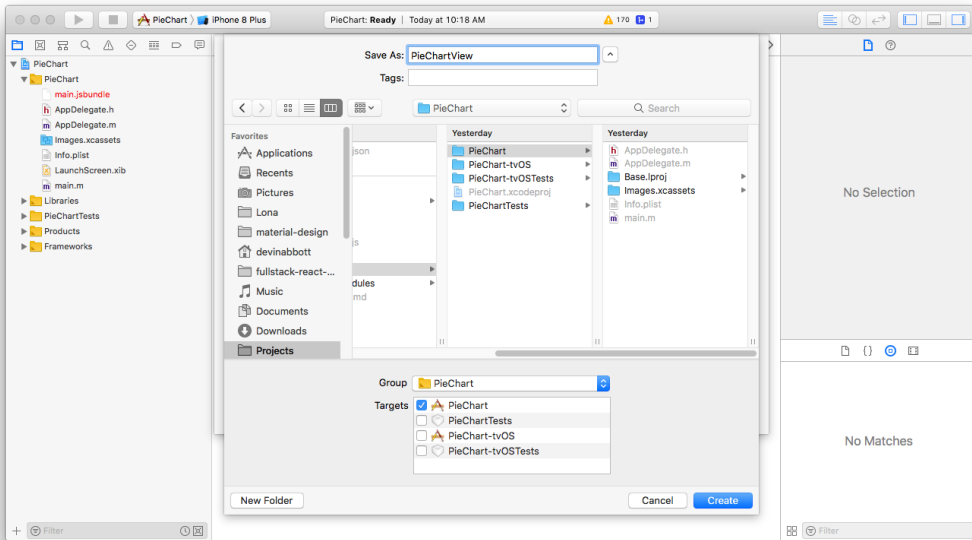 PieChart
iPhone 8 Plus
PieChart: Ready | Today at 10:18 AM
170
1
PieChart
PieChart
main.jsbundle
AppDelegate.h
AppDelegate.m
Images.xcassets
Info.plist
LaunchScreen.xib
main.m
Libraries
PieChartTests
Products
Frameworks
Filter
Save As: PieChartView
Tags:
PieChart
Search
Favorites
Applications
Recents
Pictures
Lona
material-design
devinabbott
fullstack-react-...
Music
Documents
Downloads
Projects
json
js
dules
md
Yesterday
PieChart
PieChart-tvOS
PieChart-tvOSTests
PieChart.xcodeproj
PieChartTests
Yesterday
AppDelegate.h
AppDelegate.m
Base.lproj
Images.xcassets
Info.plist
main.m
Group PieChart
Targets PieChart
PieChartTests
PieChart-tvOS
PieChart-tvOSTests
New Folder
Cancel
Create
No Selection
No Matches
Filter